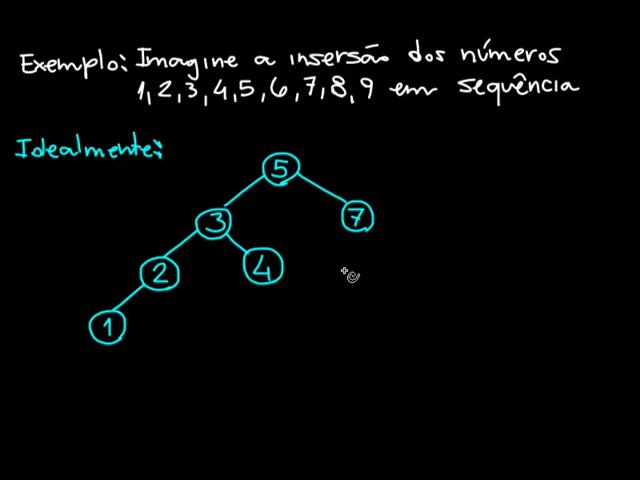 Exemplo: Imagine a insersão dos números
1, 2, 3, 4, 5, 6, 7, 8, 9 em sequência
Idealmente:
5
3
7
2
4
1